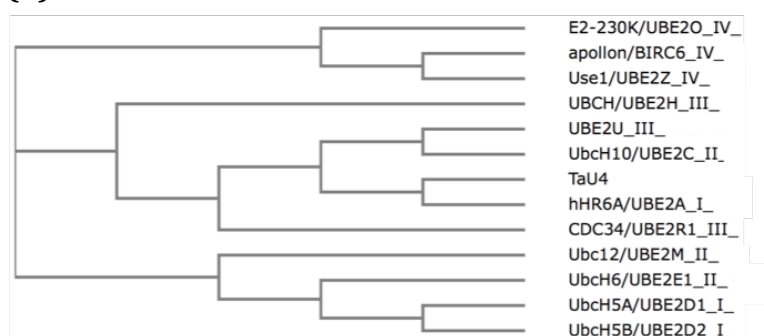 E2-230K/UBE2O_IV_
apollon/BIRC6_IV_
Use1/UBE2Z_IV_
UBCH/UBE2H_III_
UBE2U_III_
UbcH10/UBE2C_II_
TaU4
hHR6A/UBE2A_I_
CDC34/UBE2R1_III_
Ubc12/UBE2M_II_
UbcH6/UBE2E1_II_
UbcH5A/UBE2D1_I_
UbcH5B/UBE2D2_I